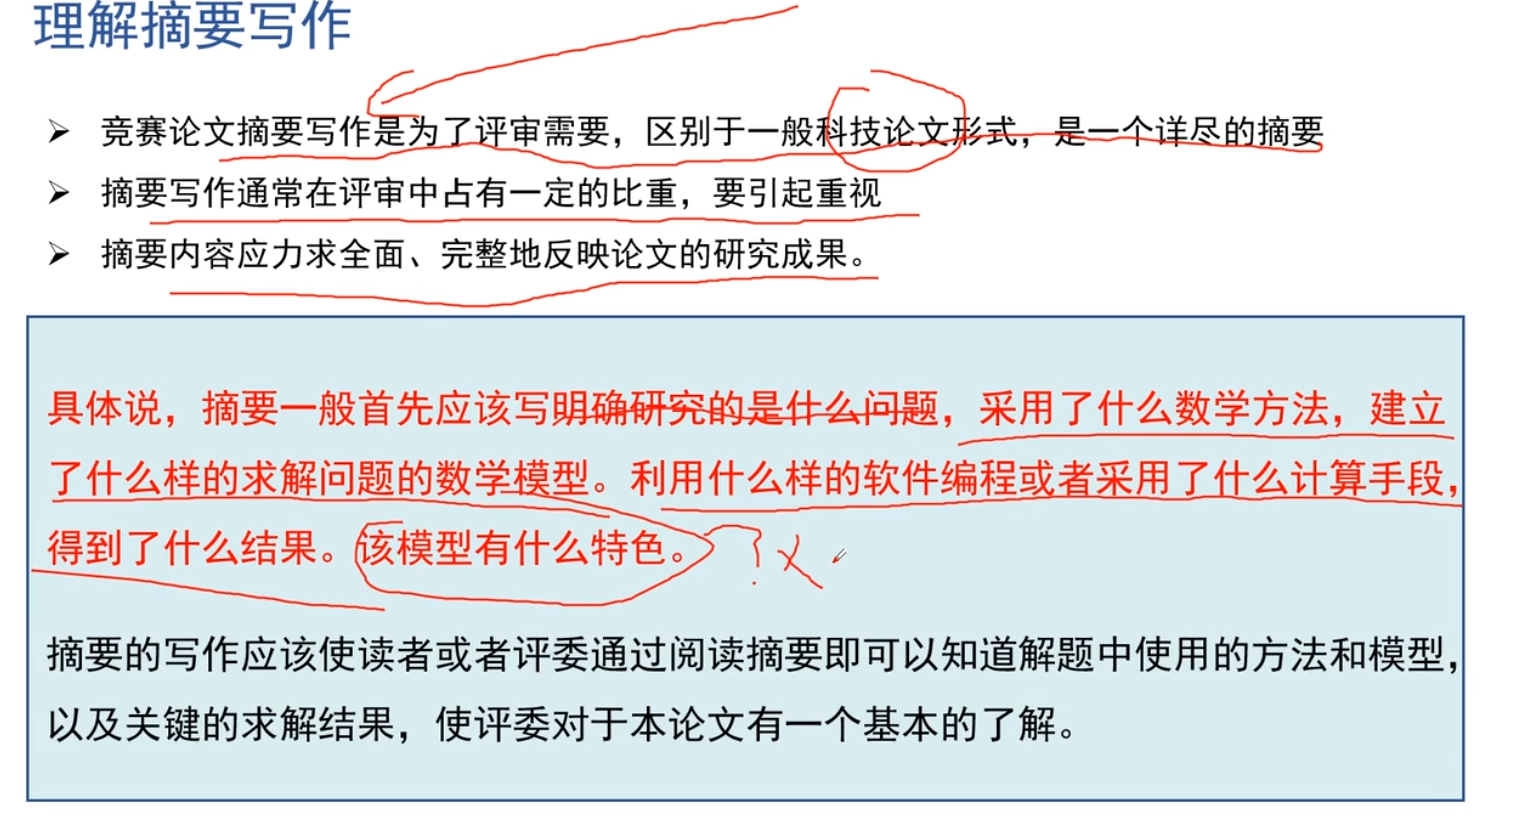 理解摘要写作
➢ 竞赛论文摘要写作是为了评审需要，区别于一般科技论文形式，是一个详尽的摘要
➢ 摘要写作通常在评审中占有一定的比重，要引起重视
➢ 摘要内容应力求全面、完整地反映论文的研究成果。
具体说，摘要一般首先应该写明确研究的是什么问题，采用了什么数学方法，建立
了什么样的求解问题的数学模型。利用什么样的软件编程或者采用了什么计算手段，
得到了什么结果。该模型有什么特色。 ? X
摘要的写作应该使读者或者评委通过阅读摘要即可以知道解题中使用的方法和模型，
以及关键的求解结果，使评委对于本论文有一个基本的了解。